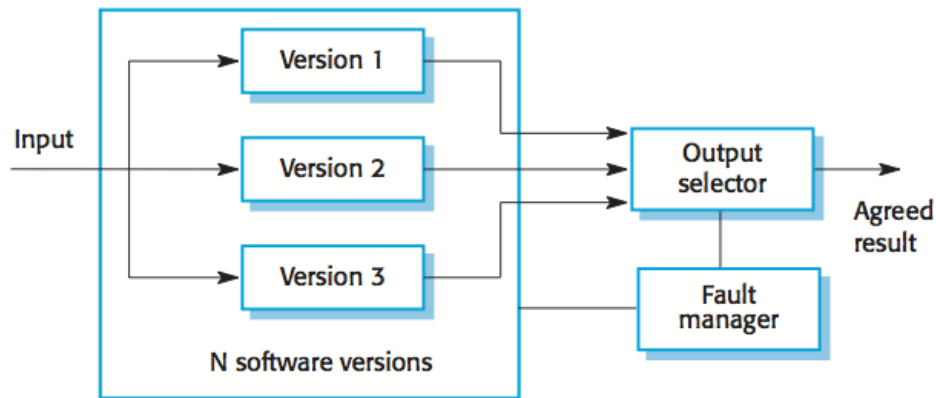 Version 1
Input
Version 2
Output
selector
Agreed
result
Version 3
Fault
manager
N software versions